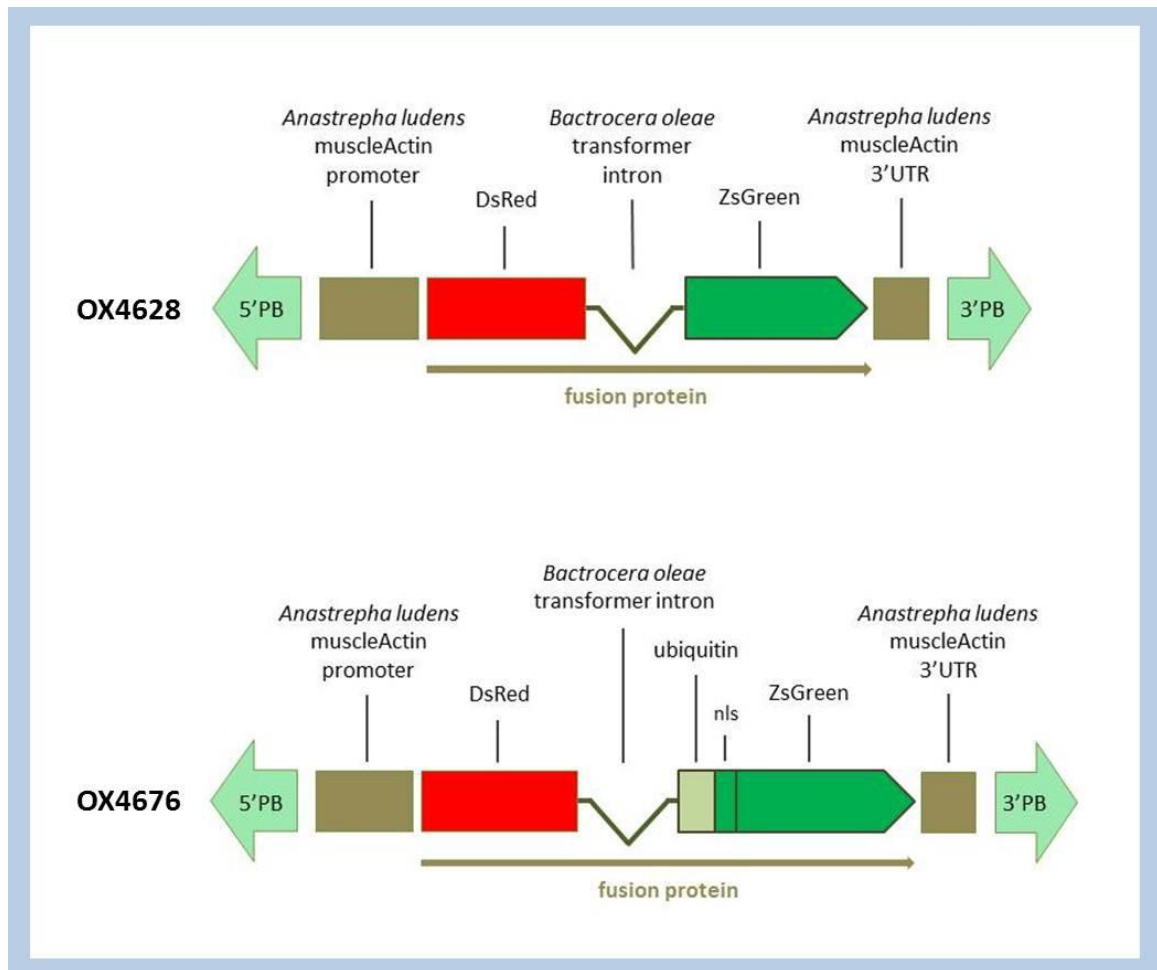 Anastrepha ludens
muscleActin
promoter
Bactrocera oleae
transformer
intron
Anastrepha ludens
muscleActin
3'UTR
DsRed
ZsGreen
OX4628
5'PB
3'PB
fusion protein
Bactrocera oleae
transformer intron
Anastrepha ludens
muscleActin
promoter
Anastrepha ludens
muscleActin
3'UTR
ubiquitin
DsRed
nls
ZsGreen
OX4676
5'PB
3'PB
fusion protein